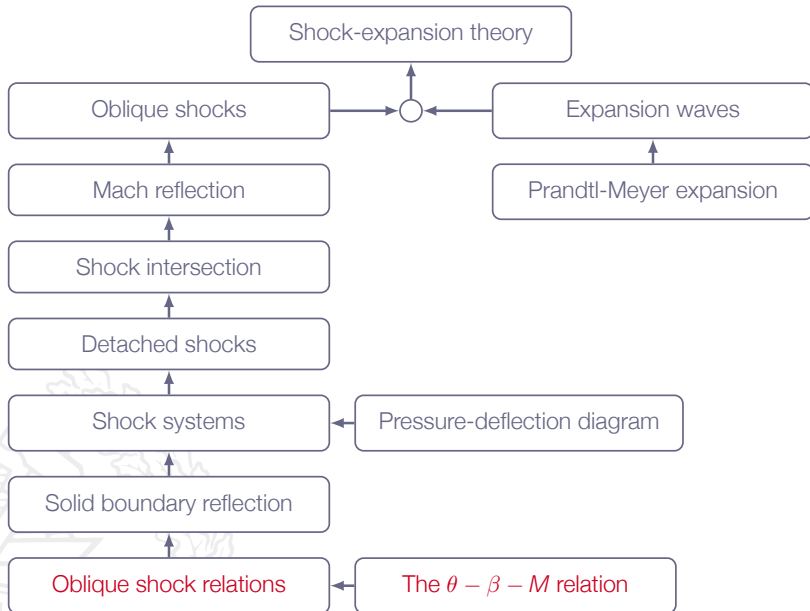 Shock-expansion theory
Oblique shocks
Expansion waves
Mach reflection
Prandtl-Meyer expansion
Shock intersection
Detached shocks
Shock systems
Pressure-deflection diagram
Solid boundary reflection
Oblique shock relations
The θ − β − M relation